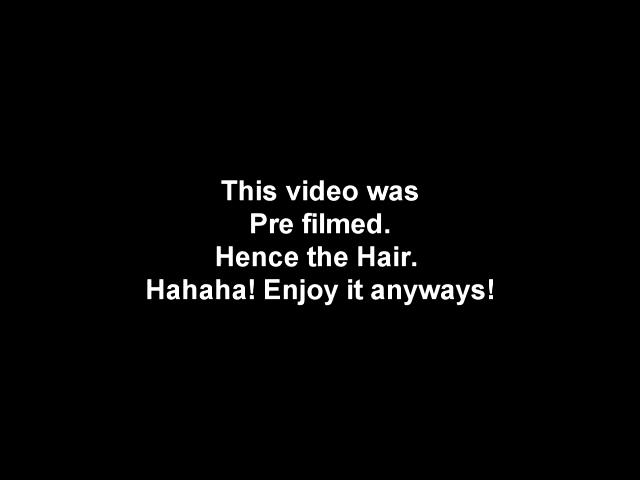 This video was
Pre filmed.
Hence the Hair.
Hahaha! Enjoy it anyways!